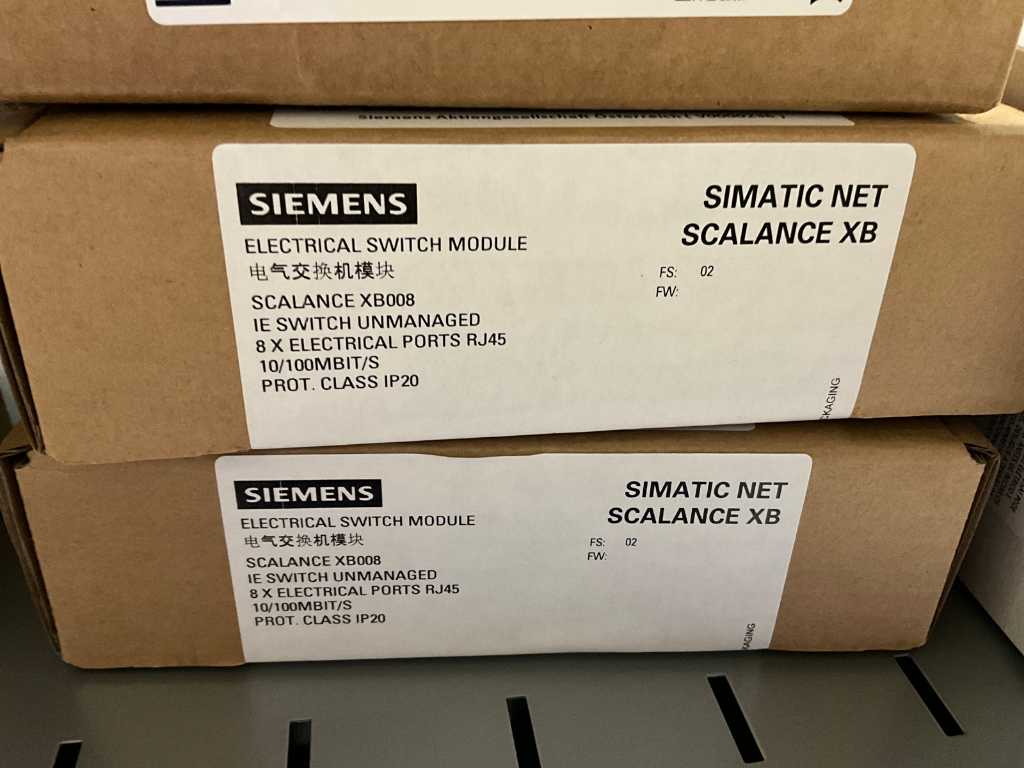 Siemens Aktiengesellschaft Österreich
SIEMENS
ELECTRICAL SWITCH MODULE
电气交换机模块
SCALANCE XB008
IE SWITCH UNMANAGED
8 X ELECTRICAL PORTS RJ45
10/100MBIT/S
PROT. CLASS IP20
SIMATIC NET
SCALANCE XB
FS: 02
FW:
SIEMENS
ELECTRICAL SWITCH MODULE
电气交换机模块
SCALANCE XB008
IE SWITCH UNMANAGED
8 X ELECTRICAL PORTS RJ45
10/100MBIT/S
PROT. CLASS IP20
SIMATIC NET
SCALANCE XB
FS: 02
FW: